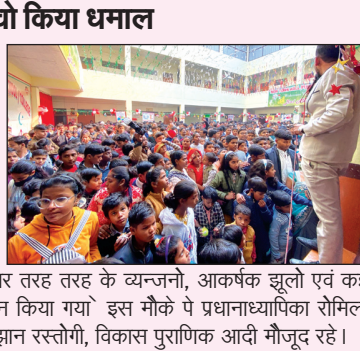 चो किया धमाल
र तरह तरह के व्यन्जनो, आकर्षक झूलो एवं क
न किया गया` इस मौके पे प्रधानाध्यापिका रोमिल
झान रस्तोगी, विकास पुराणिक आदी मौजूद रहे।